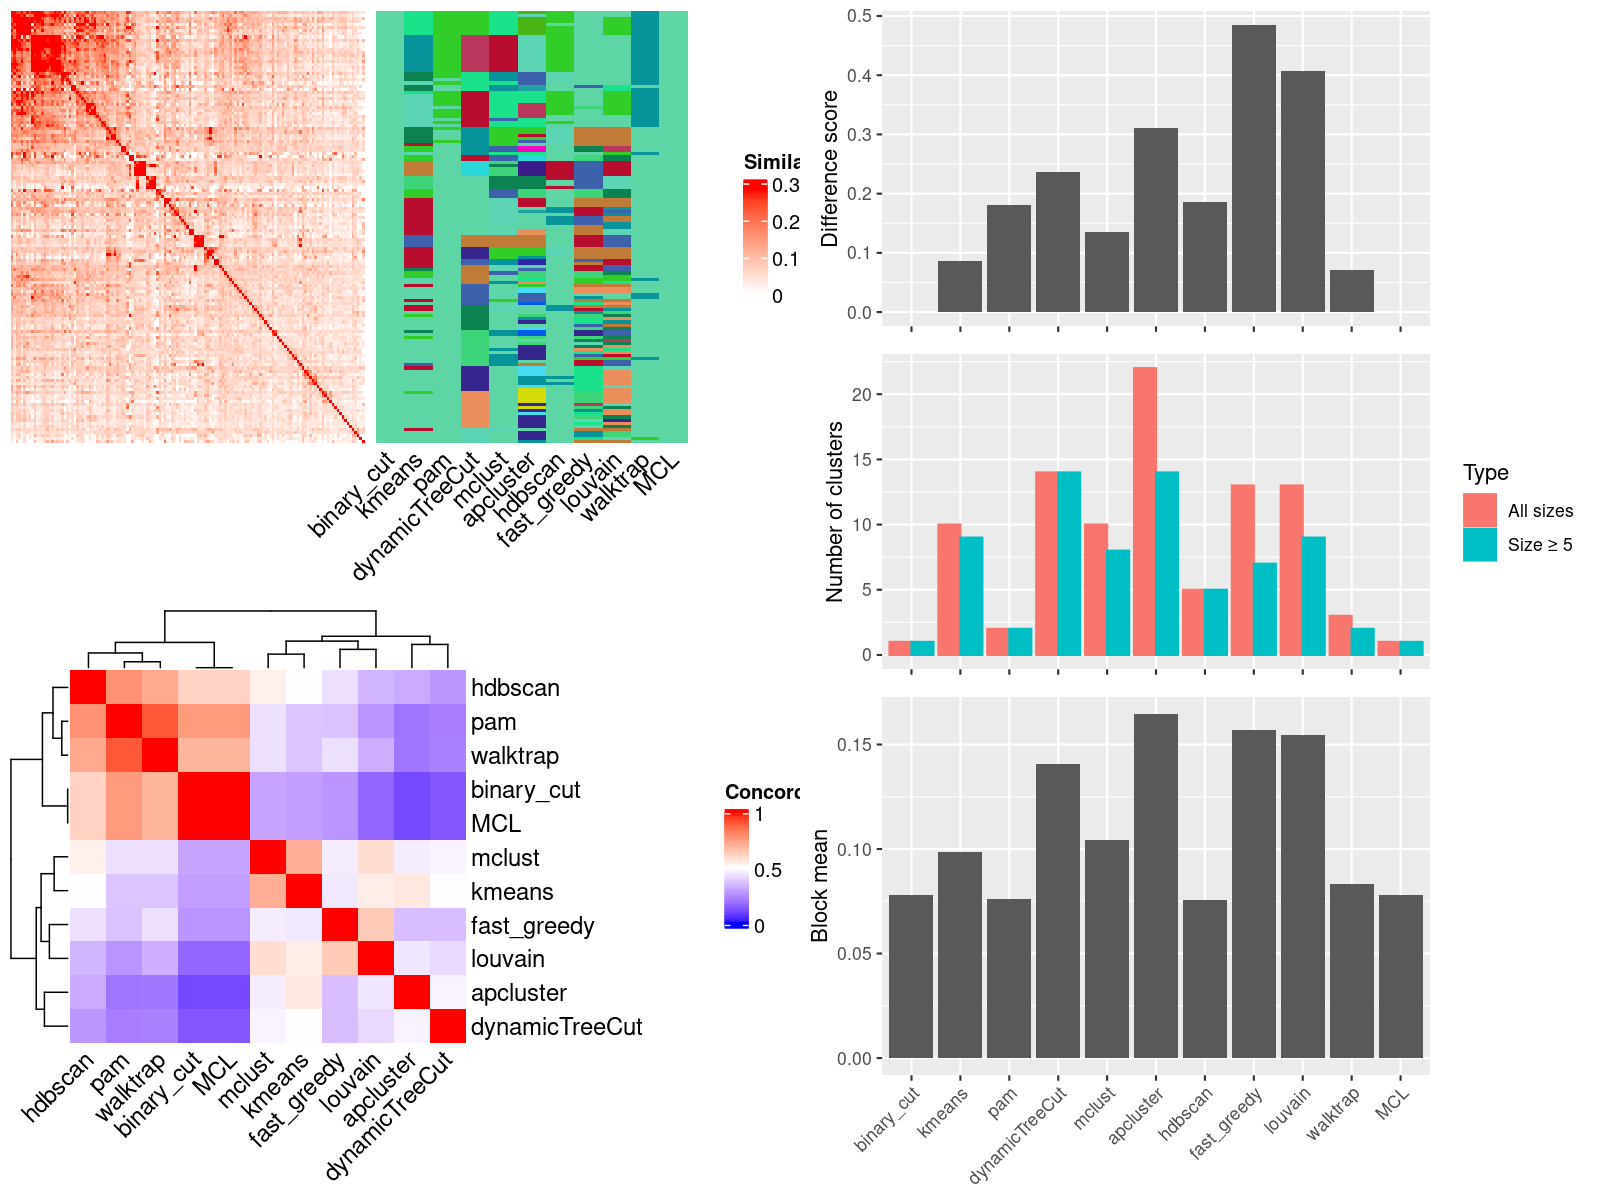 Simila
0.3
0.2
0.1
0
binary_cut
kmeans
pam
dynamicTreeCut
mclust
apcluster
hdbscan
fast_greedy
louvain
walktrap
MCL
hdbscan
pam
walktrap
binary_cut
MCL
mclust
kmeans
fast_greedy
louvain
apcluster
dynamicTreeCut
Concord
1
0.5
0
hdbscan
pam
walktrap
binary_cut
MCL
mclust
kmeans
fast_greedy
louvain
apcluster
dynamicTreeCut
Difference score
0.5
0.4
0.3
0.2
0.1
0.0
Number of clusters
20
15
10
5
0
Type
All sizes
Size ≥ 5
Block mean
0.15
0.10
0.05
0.00
binary_cut
kmeans
pam
dynamicTreeCut
mclust
apcluster
hdbscan
fast_greedy
louvain
walktrap
MCL